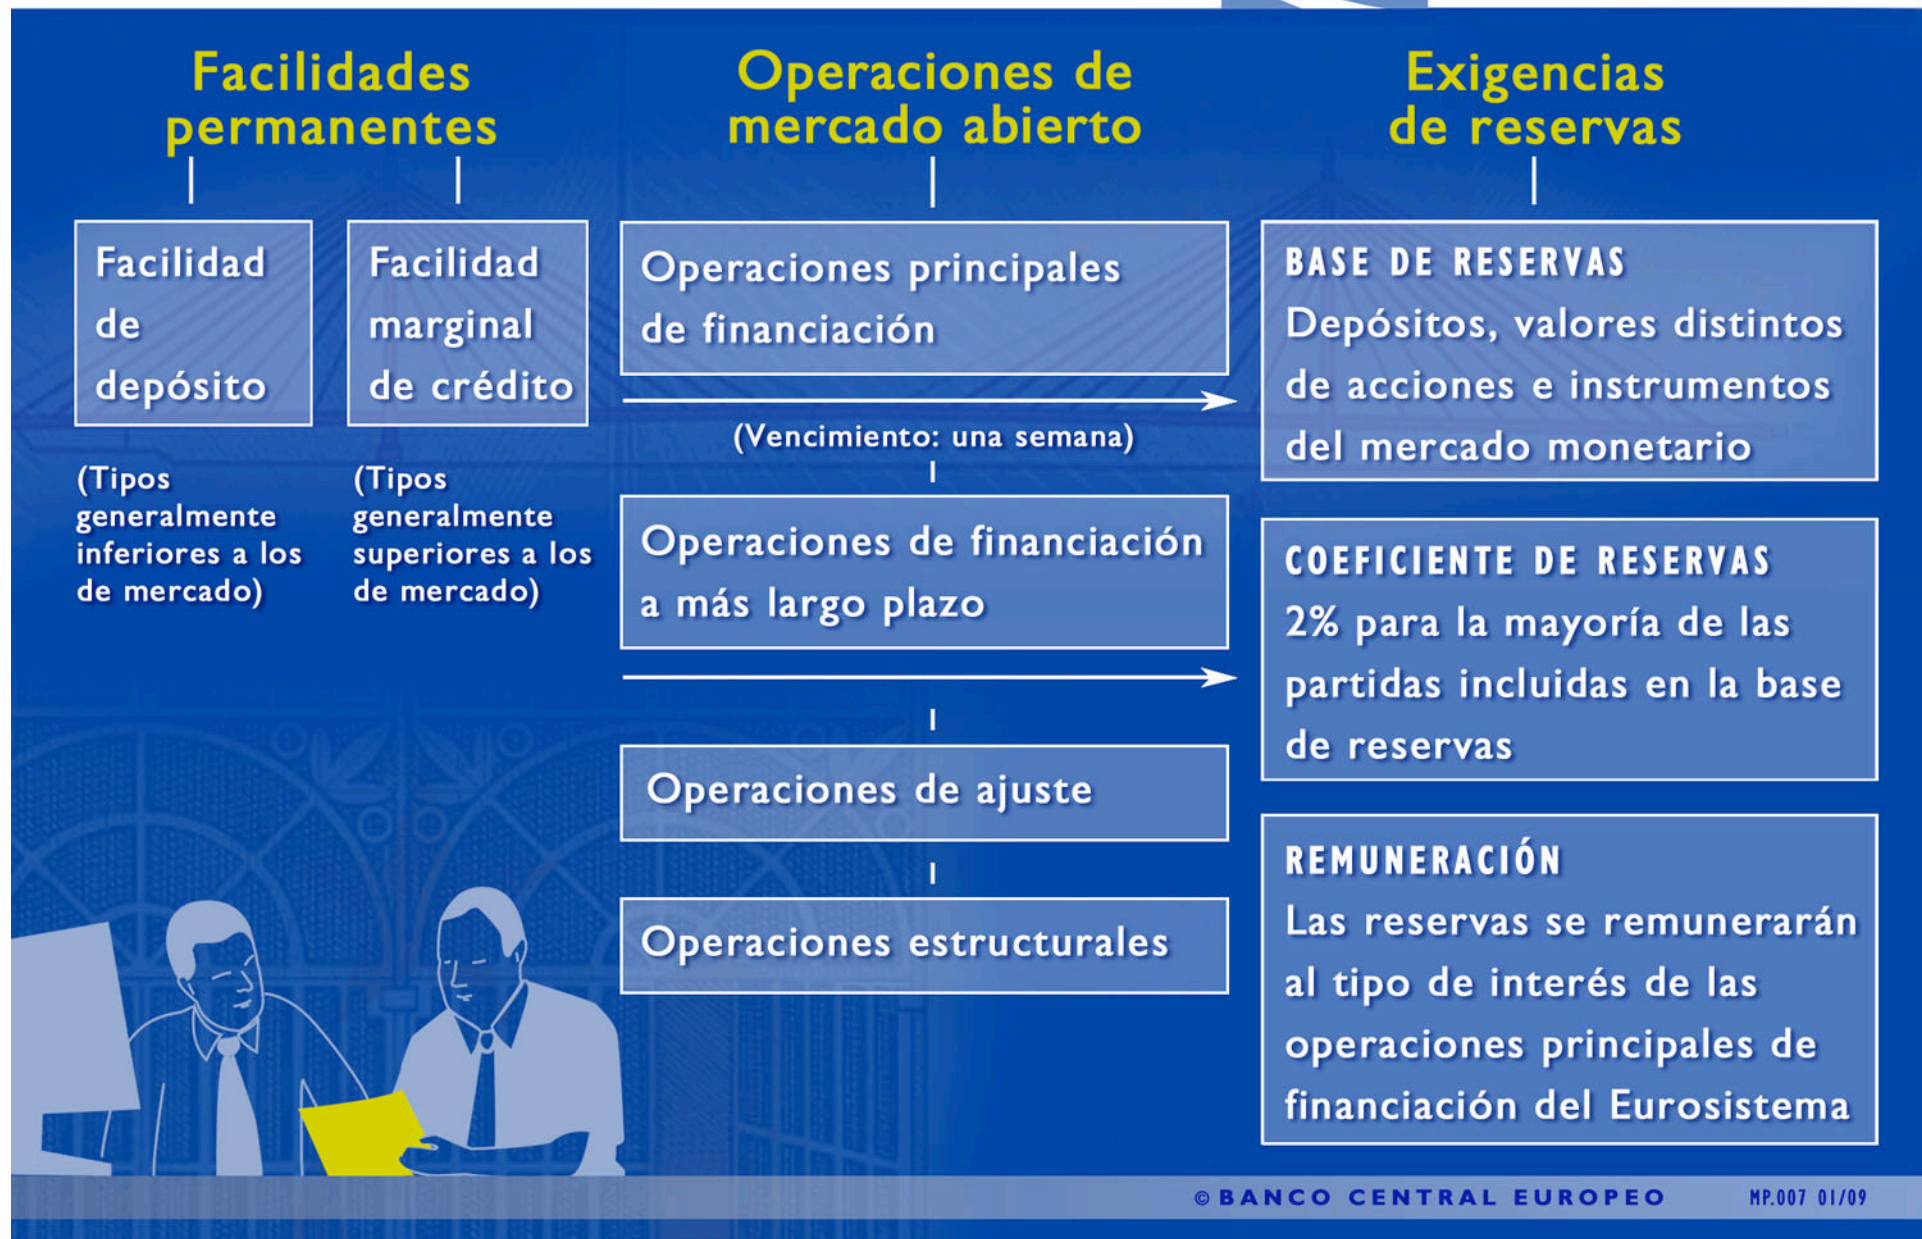 Facilidades
permanentes
Facilidad
de
depósito
(Tipos
generalmente
inferiores a los
de mercado)
Facilidad
marginal
de crédito
(Tipos
generalmente
superiores a los
de mercado)
Operaciones de
mercado abierto
Operaciones principales
de financiación
(Vencimiento: una semana)
Operaciones de financiación
a más largo plazo
Operaciones de ajuste
Operaciones estructurales
Exigencias
de reservas
BASE DE RESERVAS
Depósitos, valores distintos
de acciones e instrumentos
del mercado monetario
COEFICIENTE DE RESERVAS
2% para la mayoría de las
partidas incluidas en la base
de reservas
REMUNERACIÓN
Las reservas se remunerarán
al tipo de interés de las
operaciones principales de
financiación del Eurosistema
© BANCO CENTRAL EUROPEO MP.007 01/09